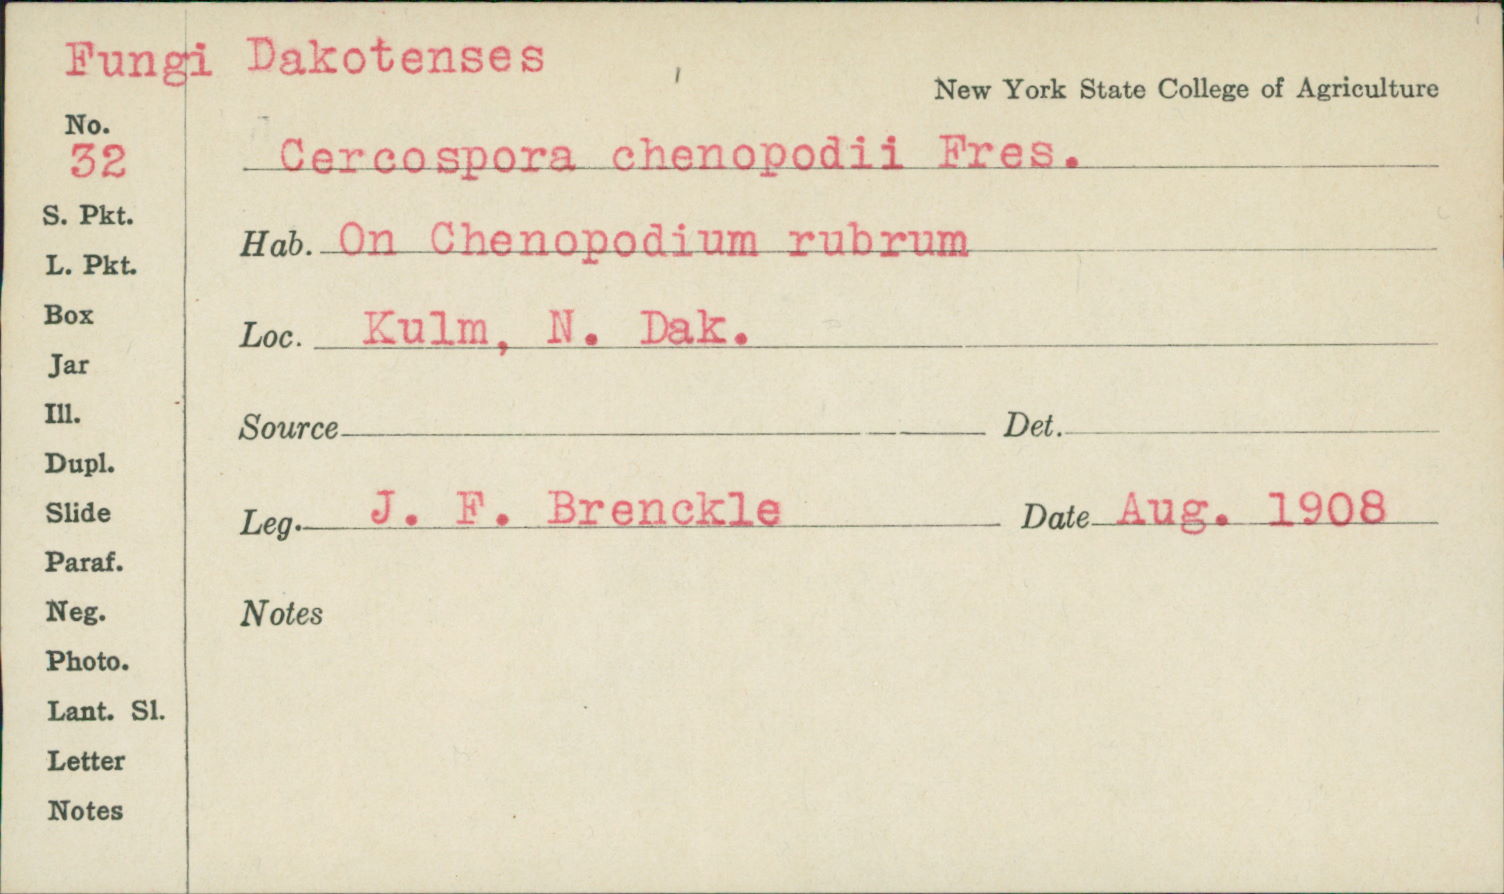 Fungi Dakotenses
New York State College of Agriculture
No.
32
Cercospora chenopodii Fres.
S. Pkt.
Hab. On Chenopodium rubrum
L. Pkt.
Box
Loc. Kulm, N. Dak.
Jar
Ill.
Source Det.
Dupl.
Slide
Leg. J. F. Brenckle Date Aug. 1908
Paraf.
Neg.
Notes
Photo.
Lant. Sl.
Letter
Notes